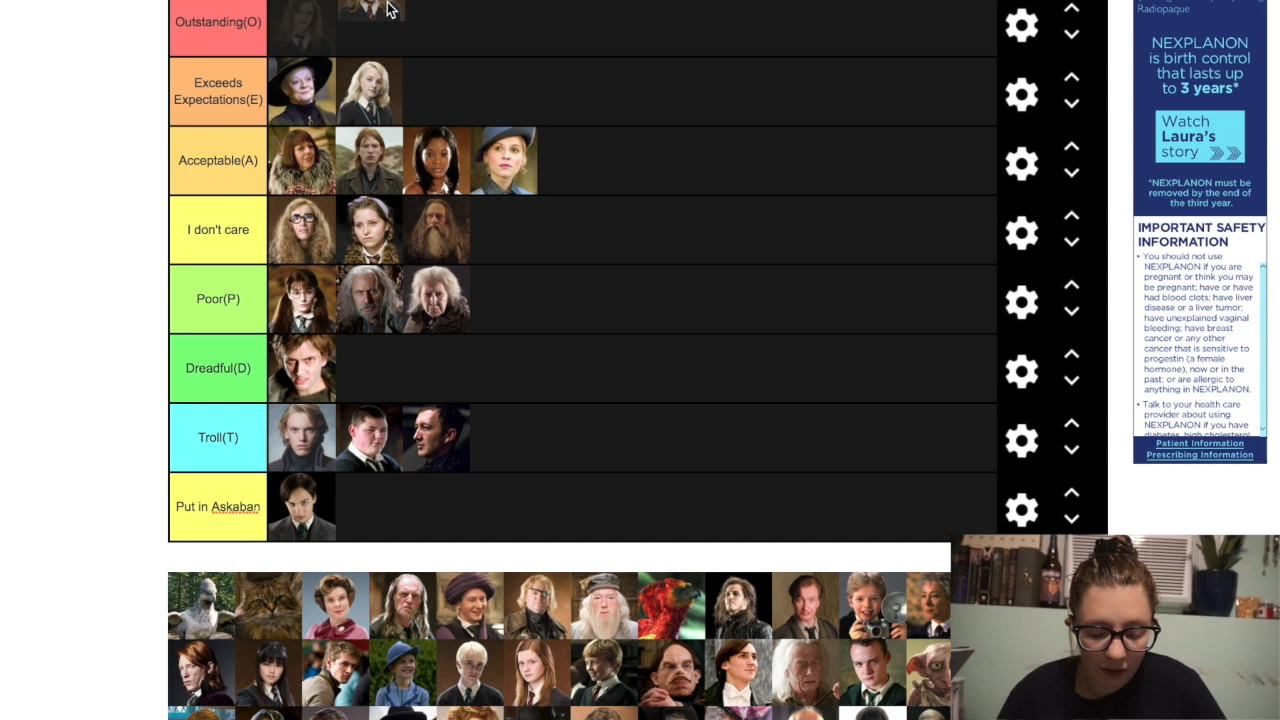 Radiopaque
Outstanding(O)
NEXPLANON
is birth control
that lasts up
to 3 years*
Exceeds
Expectations(E)
Watch
Laura's
story
Acceptable(A)
*NEXPLANON must be
removed by the end of
the third year.
I don't care
IMPORTANT SAFETY
INFORMATION
• You should not use
NEXPLANON if you are
pregnant or think you may
be pregnant; have or have
had blood clots; have liver
disease or a liver tumor;
have unexplained vaginal
bleeding; have breast
cancer or any other
cancer that is sensitive to
progestin (a female
hormone), now or in the
past; or are allergic to
anything in NEXPLANON.
• Talk to your health care
provider about using
NEXPLANON if you have
diabetes, high cholesterol
Patient Information
Prescribing Information
Poor(P)
Dreadful(D)
Troll(T)
Put in Askaban